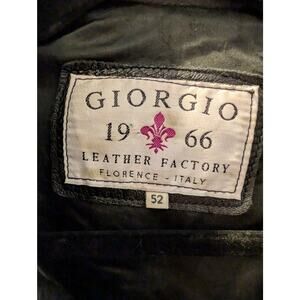 GIORGIO
19 66
LEATHER FACTORY
FLORENCE - ITALY
52